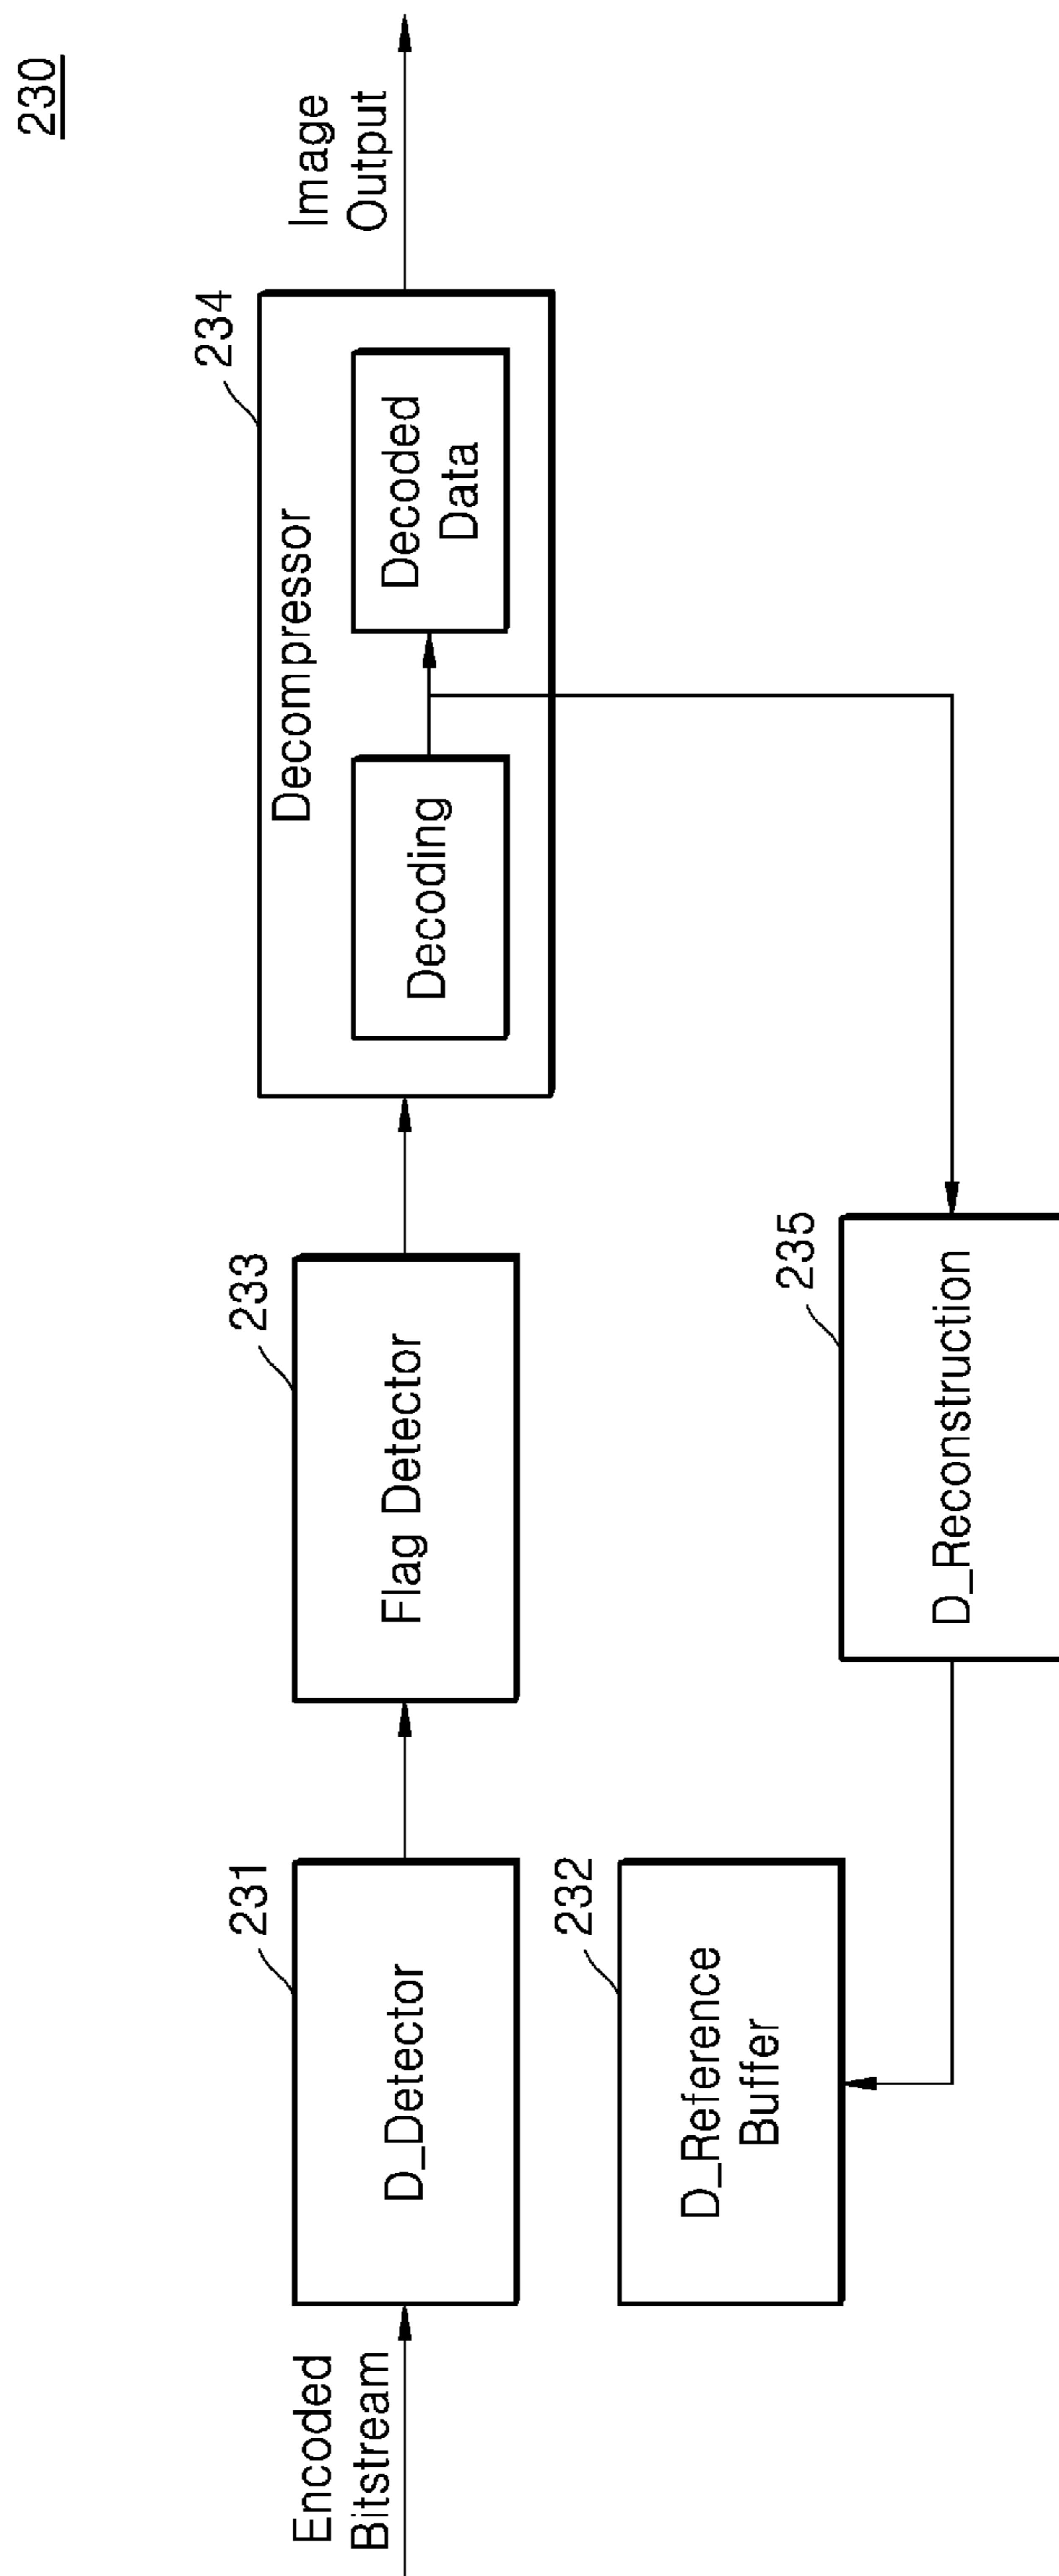 230
Encoded
Bitstream
231
D_Detector
233
Flag Detector
234
Decompressor
Decoding
Decoded
Data
Image
Output
232
D_Reference
Buffer
235
D_Reconstruction